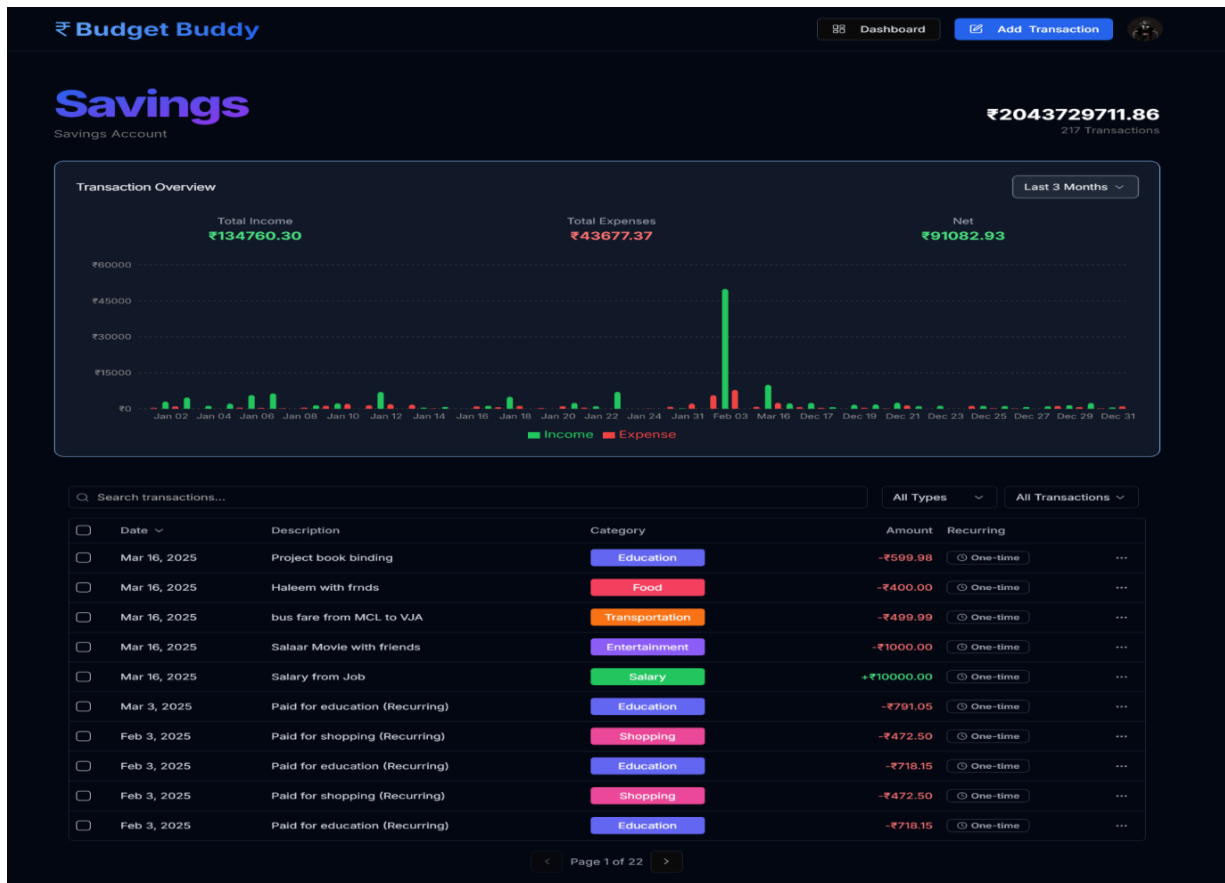 ₹ Budget Buddy
Dashboard
Add Transaction
Savings
Savings Account
₹2043729711.86
217 Transactions
Transaction Overview
Last 3 Months
Total Income
₹134760.30
Total Expenses
₹43677.37
Net
₹91082.93
₹60000
₹45000
₹30000
₹15000
₹0
Jan 02 Jan 04 Jan 06 Jan 08 Jan 10 Jan 12 Jan 14 Jan 16 Jan 18 Jan 20 Jan 22 Jan 24 Jan 31 Feb 03 Mar 16 Dec 17 Dec 19 Dec 21 Dec 23 Dec 25 Dec 27 Dec 29 Dec 31
Income Expense
Search transactions...
All Types
All Transactions
Date Description Category Amount Recurring
Mar 16, 2025 Project book binding Education -₹599.98 One-time ...
Mar 16, 2025 Haleem with frnds Food -₹400.00 One-time ...
Mar 16, 2025 bus fare from MCL to VJA Transportation -₹499.99 One-time ...
Mar 16, 2025 Salaar Movie with friends Entertainment -₹1000.00 One-time ...
Mar 16, 2025 Salary from Job Salary +₹10000.00 One-time ...
Mar 3, 2025 Paid for education (Recurring) Education -₹791.05 One-time ...
Feb 3, 2025 Paid for shopping (Recurring) Shopping -₹472.50 One-time ...
Feb 3, 2025 Paid for education (Recurring) Education -₹718.15 One-time ...
Feb 3, 2025 Paid for shopping (Recurring) Shopping -₹472.50 One-time ...
Feb 3, 2025 Paid for education (Recurring) Education -₹718.15 One-time ...
< Page 1 of 22 >